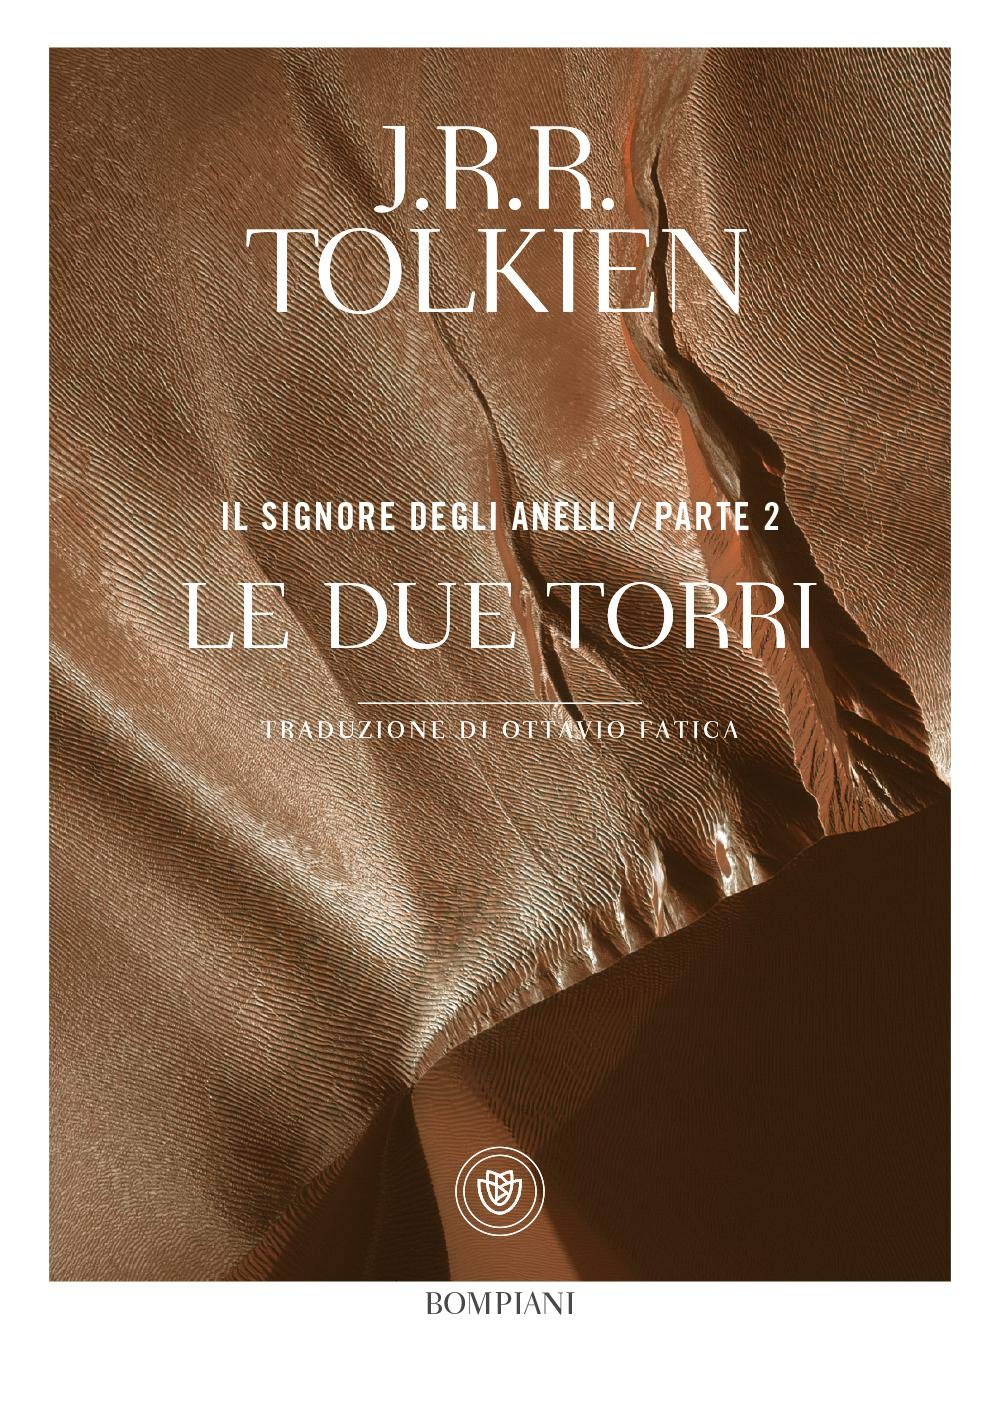 J.R.R.
TOLKIEN
IL SIGNORE DEGLI ANELLI / PARTE 2
LE DUE TORRI
TRADUZIONE DI OTTAVIO FATICA
BOMPIANI